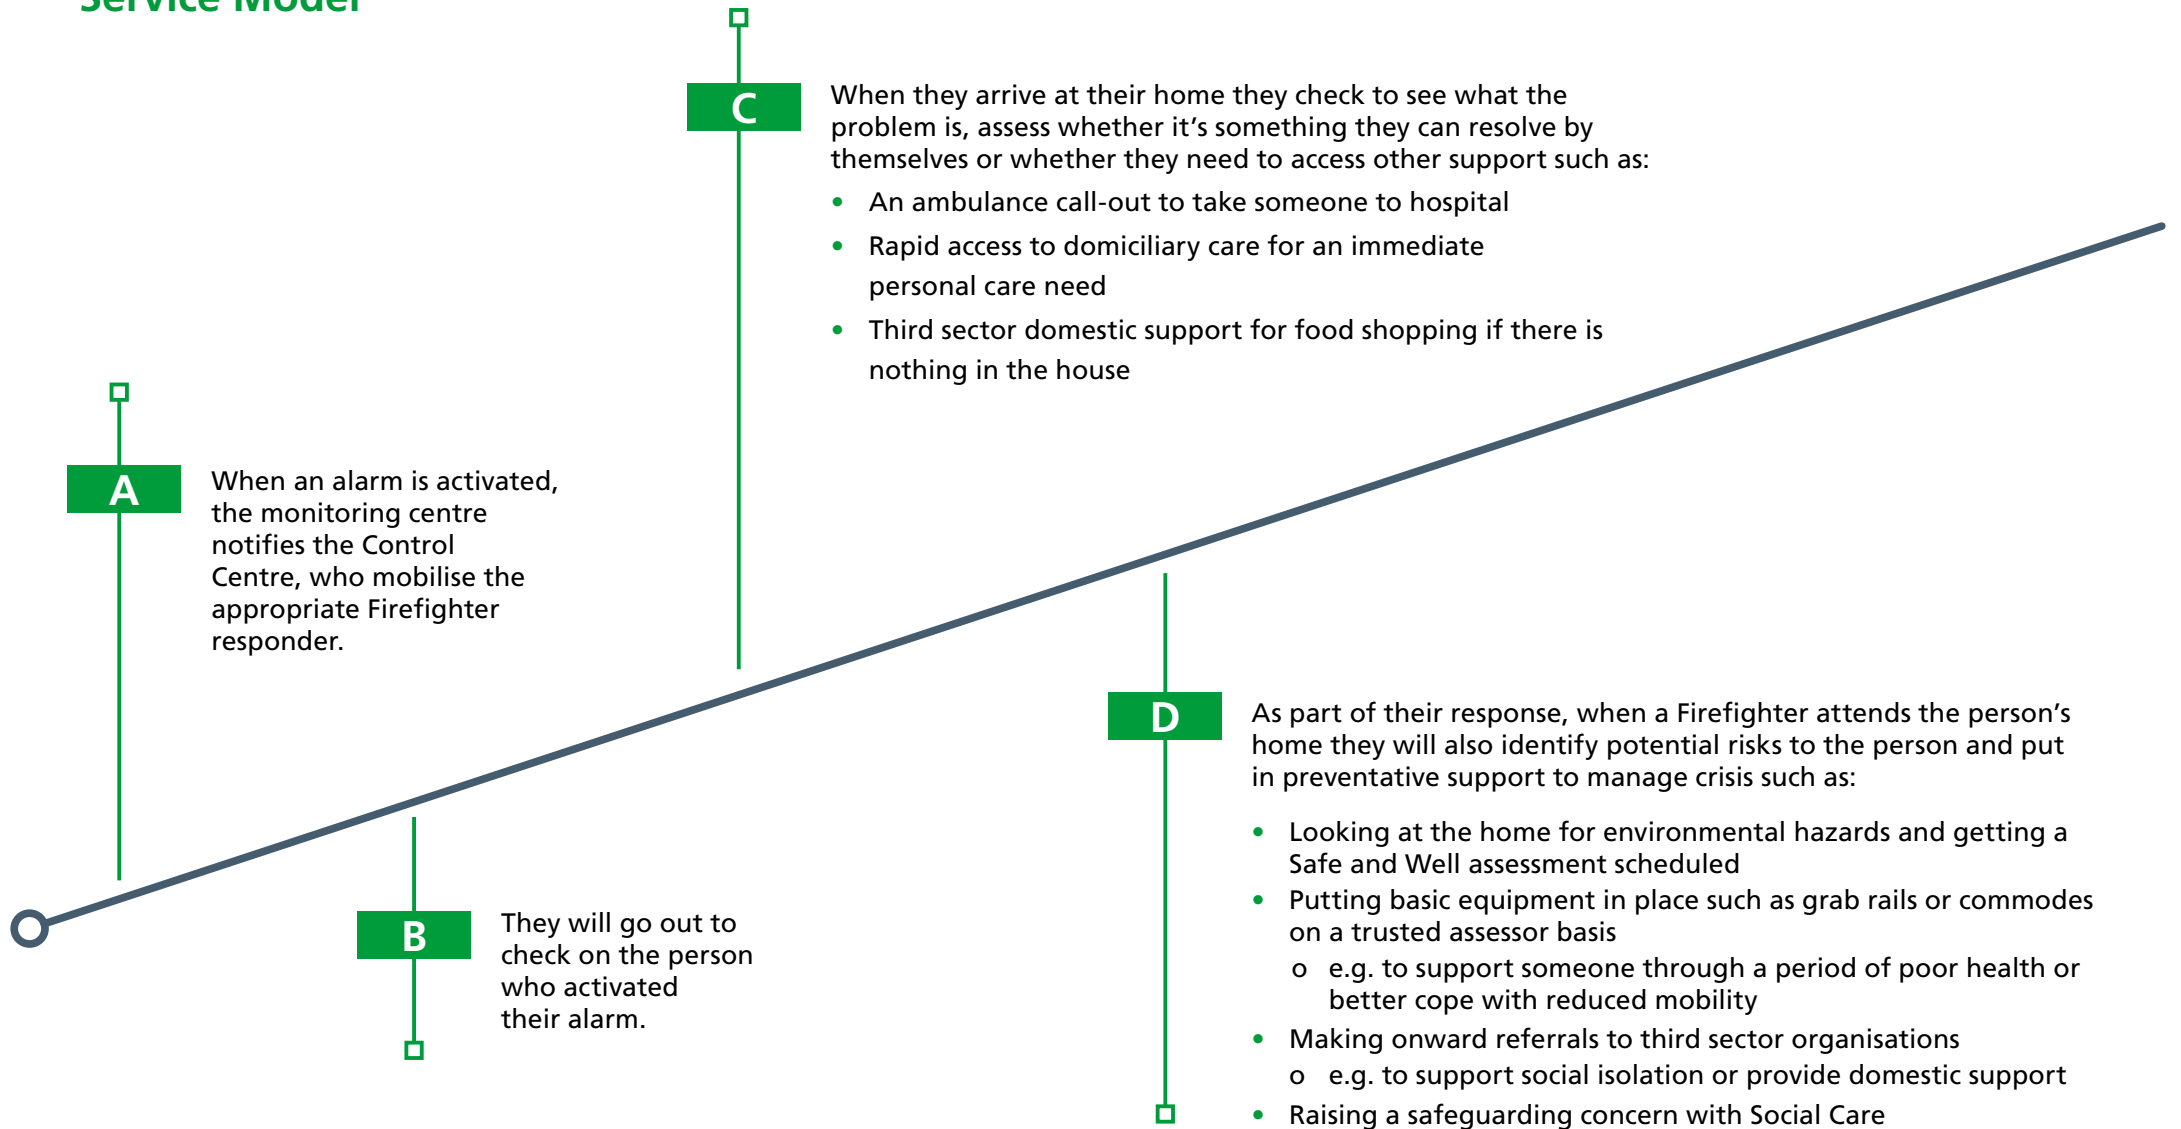 Service Model
A
When an alarm is activated,
the monitoring centre
notifies the Control
Centre, who mobilise the
appropriate Firefighter
responder.
B
They will go out to
check on the person
who activated
their alarm.
C
When they arrive at their home they check to see what the
problem is, assess whether it’s something they can resolve by
themselves or whether they need to access other support such as:
• An ambulance call-out to take someone to hospital
• Rapid access to domiciliary care for an immediate
personal care need
• Third sector domestic support for food shopping if there is
nothing in the house
D
As part of their response, when a Firefighter attends the person’s
home they will also identify potential risks to the person and put
in preventative support to manage crisis such as:
• Looking at the home for environmental hazards and getting a
Safe and Well assessment scheduled
• Putting basic equipment in place such as grab rails or commodes
on a trusted assessor basis
o e.g. to support someone through a period of poor health or
better cope with reduced mobility
• Making onward referrals to third sector organisations
o e.g. to support social isolation or provide domestic support
• Raising a safeguarding concern with Social Care